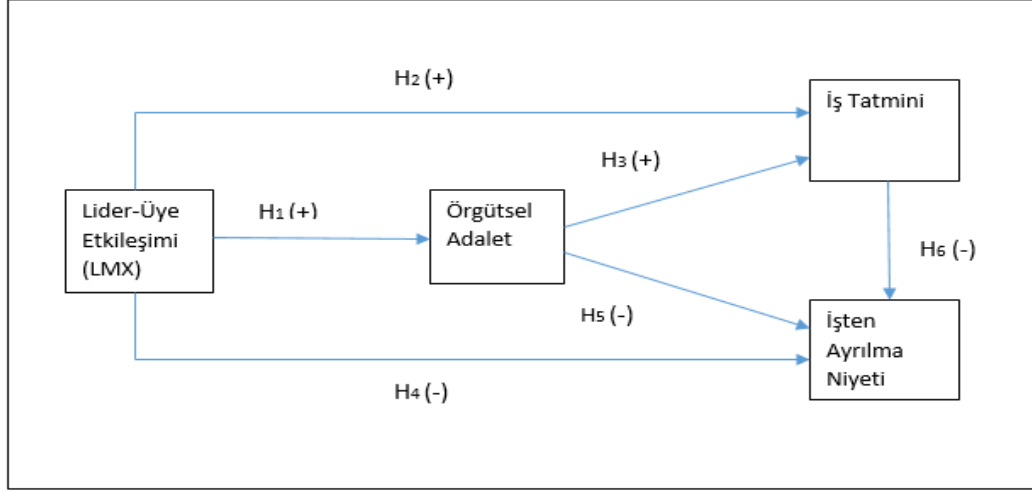 H2 (+)
İş Tatmini
H3 (+)
Lider-Üye
Etkileşimi
(LMX)
H1 (+)
Örgütsel
Adalet
H6 (-)
H5 (-)
İşten
Ayrılma
Niyeti
H4 (-)